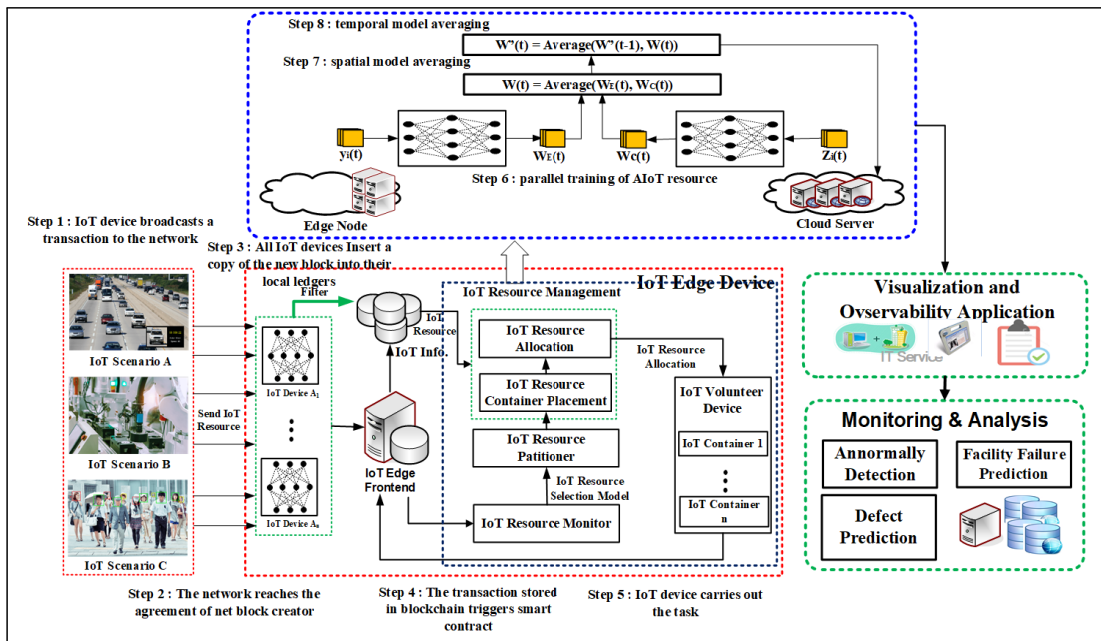 Step 8 : temporal model averaging
W”(t) = Average(W”(t-1), W(t))
Step 7 : spatial model averaging
W(t) = Average(WE(t), WC(t))
yi(t)
WE(t)
Wc(t)
Zi(t)
Step 6 : parallel training of AIoT resource
Edge Node
Cloud Server
Step 1 : IoT device broadcasts a
transaction to the network
Step 3 : All IoT devices Insert a
copy of the new block into their
local ledgers
Filter
IoT Edge Device
IoT Resource Management
IoT Scenario A
IoT Scenario B
IoT Scenario C
Send IoT
Resource
IoT Device A1
IoT Device An
IoT Info.
IoT
Resource
IoT Edge
Frontend
IoT Resource
Allocation
IoT Resource
Container Placement
IoT Resource
Patitioner
IoT Resource
Selection Model
IoT Resource Monitor
IoT Resource
Allocation
IoT Volunteer
Device
IoT Container 1
IoT Container
n
Step 2 : The network reaches the
agreement of net block creator
Step 4 : The transaction stored
in blockchain triggers smart
contract
Step 5 : IoT device carries out
the task
Visualization and
Ovservability Application
IT Service
Monitoring & Analysis
Annormally
Detection
Facility Failure
Prediction
Defect
Prediction